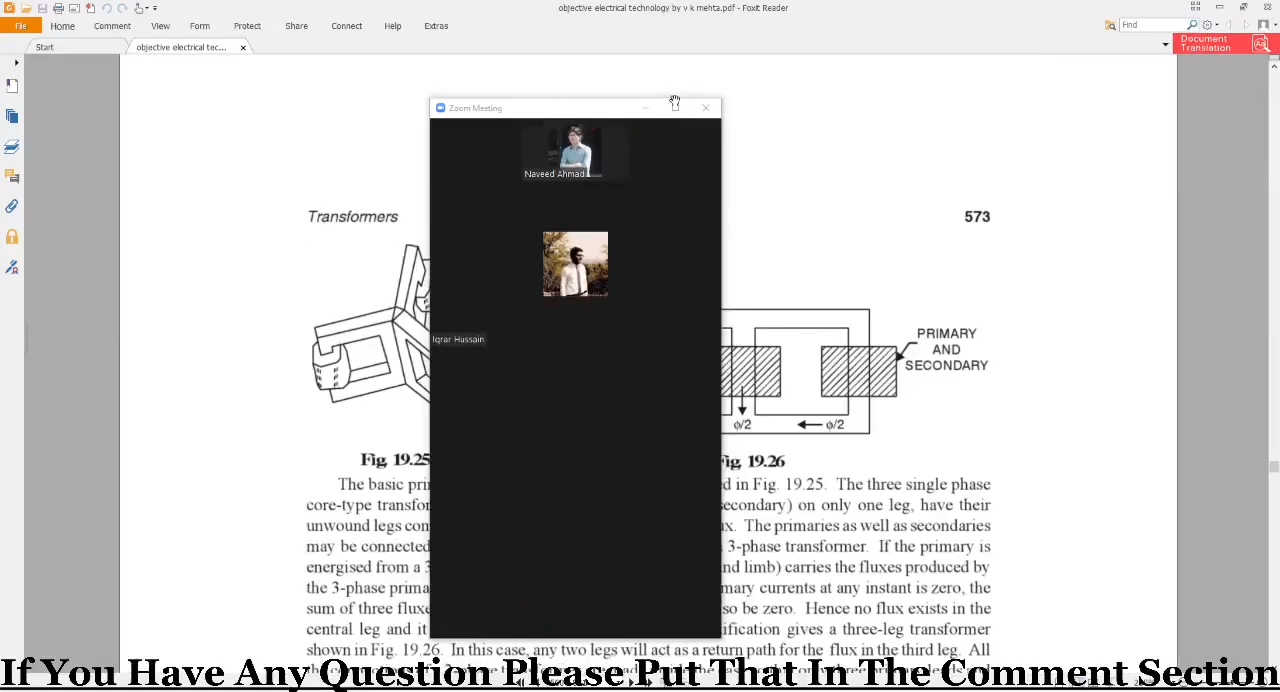 objective electrical technology by v k mehta.pdf - Foxit Reader
File Home Comment View Form Protect Share Connect Help Extras
Find
Start
objective electrical tec...
Document Translation
Zoom Meeting
Naveed Ahmad
Iqrar Hussain
Transformers
573
PRIMARY
AND
SECONDARY
ϕ/2
ϕ/2
Fig. 19.25
Fig. 19.26
The basic prin
d in Fig. 19.25. The three single phase
core-type transfor
secondary) on only one leg, have their
unwound legs com
ux. The primaries as well as secondaries
may be connected
3-phase transformer. If the primary is
energised from a 3
nd limb) carries the fluxes produced by
the 3-phase prima
mary currents at any instant is zero, the
sum of three fluxe
so be zero. Hence no flux exists in the
central leg and it
ification gives a three-leg transformer
shown in Fig. 19.26. In this case, any two legs will act as a return path for the flux in the third leg. All
If You Have Any Question Please Put That In The Comment Section